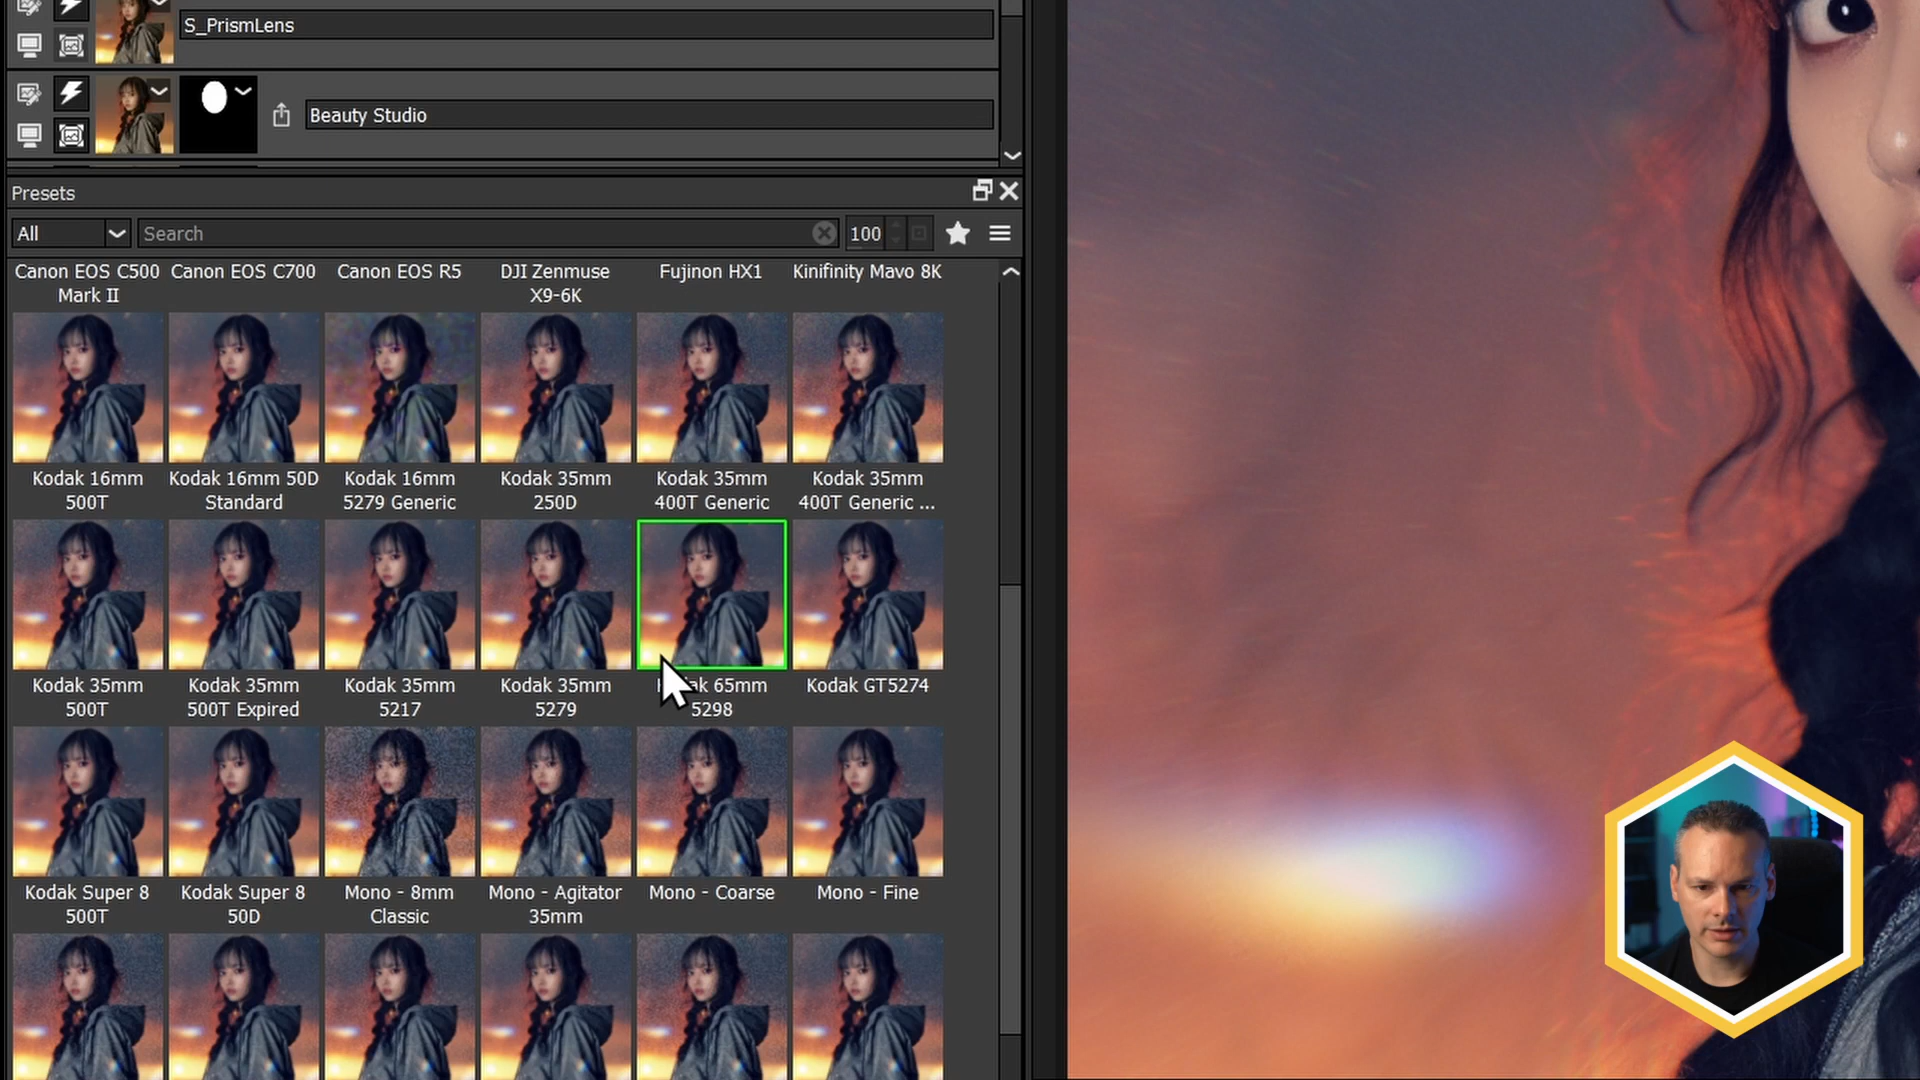 S_PrismLens
Beauty Studio
Presets
All
Search
100
Canon EOS C500
Mark II
Canon EOS C700
Canon EOS R5
DJI Zenmuse
X9-6K
Fujinon HX1
Kinifinity Mavo 8K
Kodak 16mm
500T
Kodak 16mm 50D
Standard
Kodak 16mm
5279 Generic
Kodak 35mm
250D
Kodak 35mm
400T Generic
Kodak 35mm
400T Generic ...
Kodak 35mm
500T
Kodak 35mm
500T Expired
Kodak 35mm
5217
Kodak 35mm
5279
65mm
5298
Kodak GT5274
Kodak Super 8
500T
Kodak Super 8
50D
Mono - 8mm
Classic
Mono - Agitator
35mm
Mono - Coarse
Mono - Fine